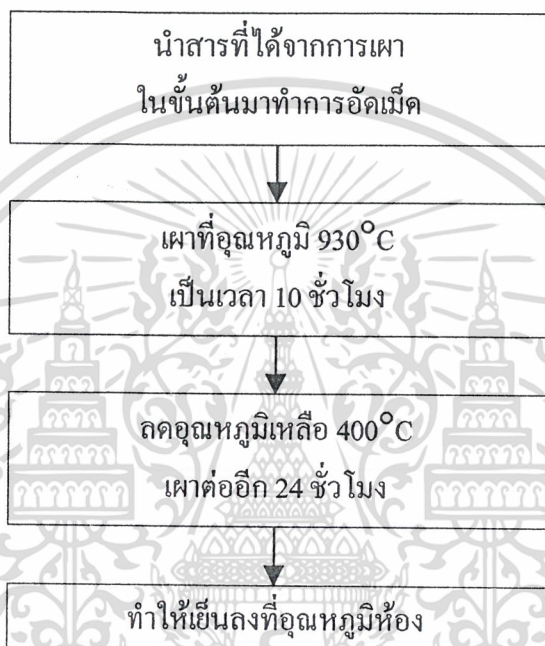 นำสารที่ได้จากการเผา
ในขั้นต้นมาทำการอัดเม็ด
เผาที่อุณหภูมิ 930°C
เป็นเวลา 10 ชั่วโมง
ลดอุณหภูมิเหลือ 400°C
เผาต่ออีก 24 ชั่วโมง
ทำให้เย็นลงที่อุณหภูมิห้อง